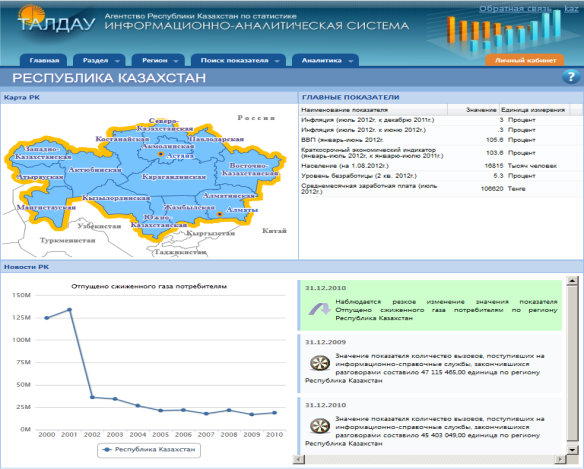 Обратная связь kaz
Агентство Республики Казахстан по статистике
ТАЛДАУ ИНФОРМАЦИОННО-АНАЛИТИЧЕСКАЯ СИСТЕМА
Главная Раздел Регион Поиск показателя Аналитика Личный кабинет
РЕСПУБЛИКА КАЗАХСТАН ?
Карта РК
Россия
Северо-
Казахстанская
Костанайская Павлодарская
Западно-
Казахстанская
Акмолинская
Астана
Восточно-
Казахстанская
Актюбинская
Атырауская
Карагандинская
Кызылординская
Алматинская
Мангистауская
Жамбылская
Алматы
Южно-
Казахстанская
Узбекистан
Кыргызстан
Китай
Туркменистан
Таджикистан
ГЛАВНЫЕ ПОКАЗАТЕЛИ
Наименование показателя Значение Единица измерения
Инфляция (июль 2012г. к декабрю 2011г.) 3 Процент
Инфляция (июль 2012г. к июню 2012г.) .3 Процент
ВВП (январь-июнь 2012г. 105.6 Процент
Краткосрочный экономический индикатор
(январь-июль 2012г. к январю-июлю 2011г.) 103.6 Процент
Население (на 1.08.2012г.) 16815 Тысяч человек
Уровень безработицы (2 кв. 2012г.) 5.3 Процент
Среднемесячная заработная плата (июль
2012г.) 106620 Тенге
Новости РК
Отпущено сжиженного газа потребителям
150M
125M
100M
75M
50M
25M
0M
2000 2001 2002 2003 2004 2005 2006 2007 2008 2009 2010
Республика Казахстан
31.12.2010
Наблюдается резкое изменение значения показателя
Отпущено сжиженного газа потребителям по региону
Республика Казахстан
31.12.2009
Значение показателя количество вызовов, поступивших на
информационно-справочные службы, закончившихся
разговорами составило 47 115 465,00 единица по региону
Республика Казахстан
31.12.2010
Значение показателя количество вызовов, поступивших на
информационно-справочные службы, закончившихся
разговорами составило 45 403 049,00 единица по региону
Республика Казахстан